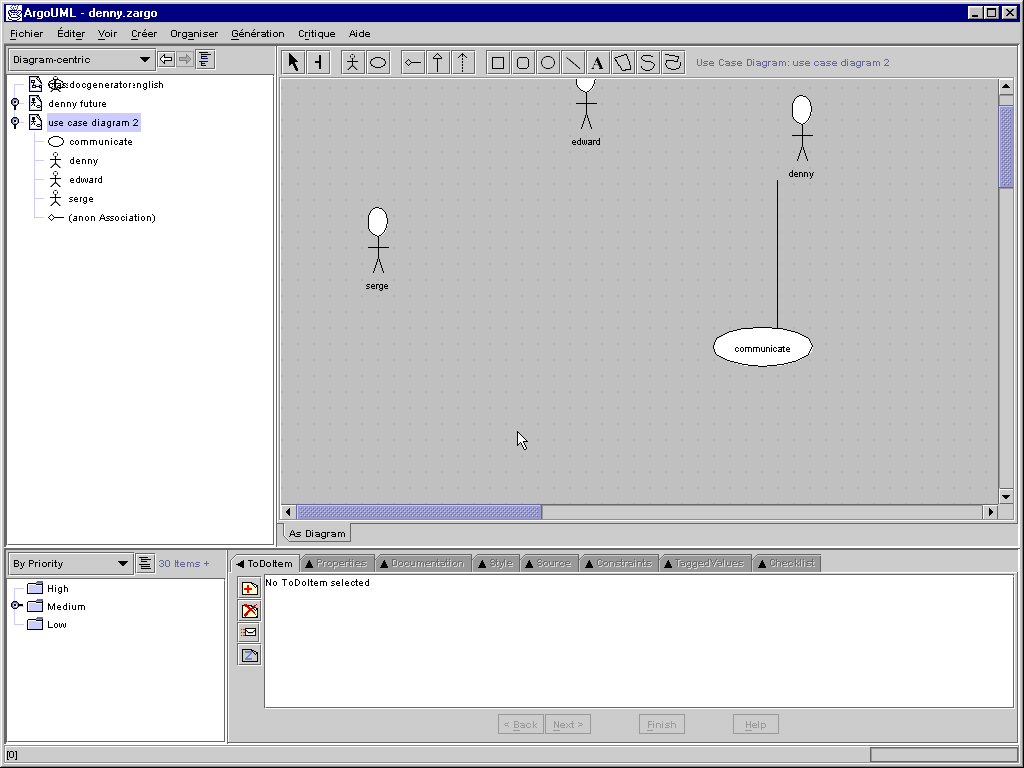 ArgoUML - denny.zargo
Fichier Éditer Voir Créer Organiser Génération Critique Aide
Diagram-centric
A
Use Case Diagram: use case diagram 2
docgenerator
english
denny future
use case diagram 2
communicate
denny
edward
serge
(anon Association)
edward
denny
serge
communicate
As Diagram
By Priority
30 Items +
High
Medium
Low
ToDoItem Properties Documentation Style Source Constraints TaggedValues Checklist
No ToDoItem selected
< Back Next > Finish Help
[0]